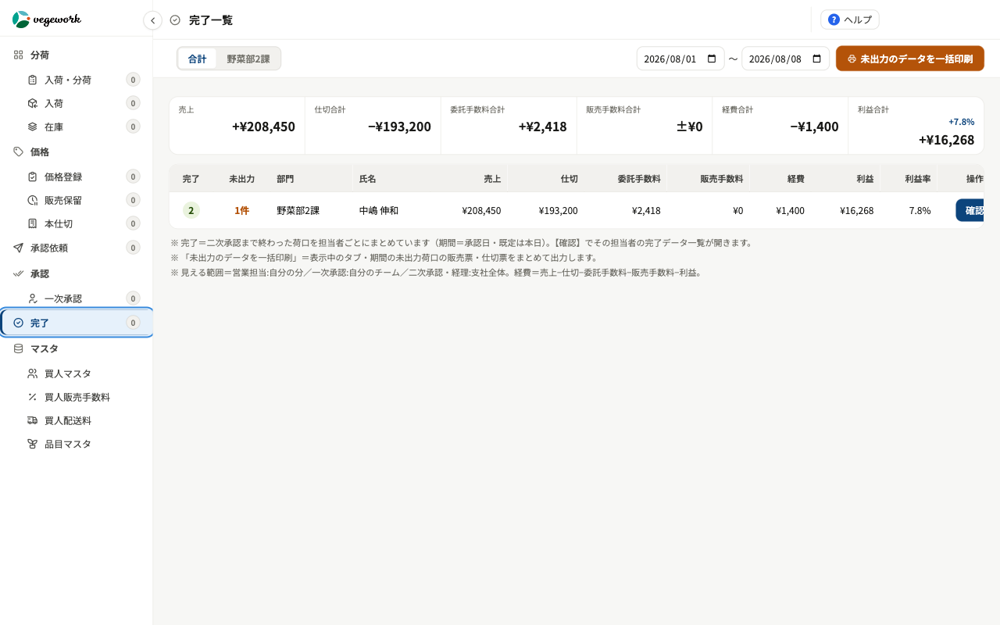 vegework
完了一覧
? ヘルプ
分荷
入荷・分荷 0
入荷 0
在庫 0
価格
価格登録 0
販売保留 0
本仕切 0
承認依頼 0
承認
一次承認 0
完了 0
マスタ
買人マスタ
買人販売手数料
買人配送料
品目マスタ
合計 野菜部2課
2026/08/01 〜 2026/08/08 未出力のデータを一括印刷
売上 仕切合計 委託手数料合計 販売手数料合計 経費合計 利益合計
+7.8%
+¥208,450 −¥193,200 +¥2,418 ±¥0 −¥1,400 +¥16,268
完了 未出力 部門 氏名 売上 仕切 委託手数料 販売手数料 経費 利益 利益率 操作
2 1件 野菜部2課 中嶋 伸和 ¥208,450 ¥193,200 ¥2,418 ¥0 ¥1,400 ¥16,268 7.8% 確認
※ 完了＝二次承認まで終わった荷口を担当者ごとにまとめています（期間＝承認日・既定は本日）。【確認】でその担当者の完了データ一覧が開きます。
※ 「未出力のデータを一括印刷」＝表示中のタブ・期間の未出力荷口の販売票・仕切票をまとめて出力します。
※ 見える範囲＝営業担当:自分の分／一次承認:自分のチーム／二次承認・経理:支社全体。経費＝売上−仕切−委託手数料−販売手数料−利益。